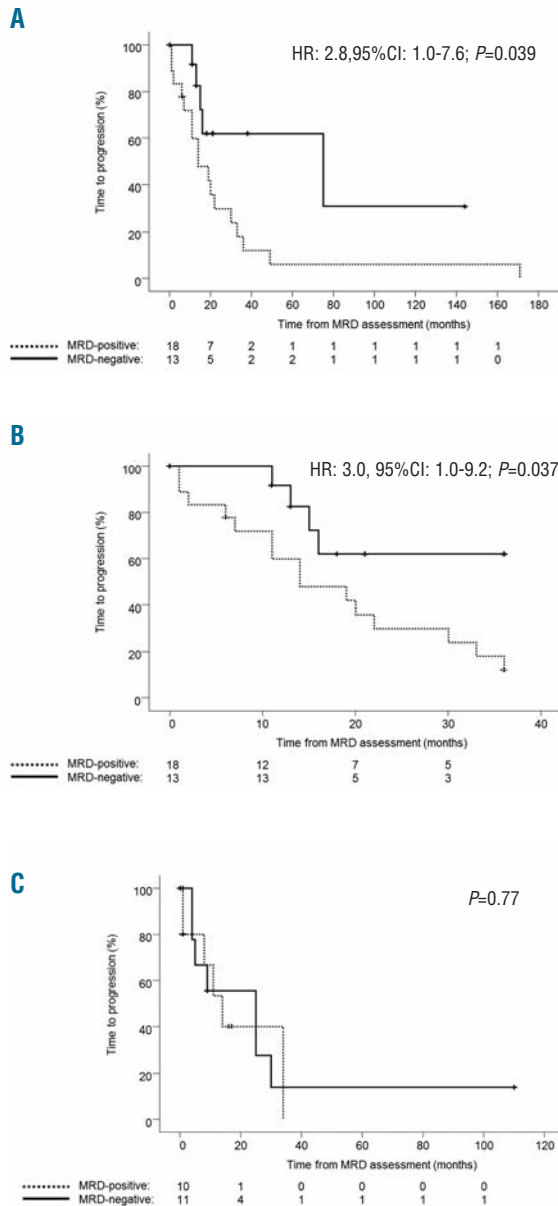 A
HR: 2.8,95%CI: 1.0-7.6; P=0.039
Time to progression (%)
100
80
60
40
20
0
0 20 40 60 80 100 120 140 160 180
Time from MRD assessment (months)
MRD-positive: 18 7 2 1 1 1 1 1 1
MRD-negative: 13 5 2 2 1 1 1 1 0
B
HR: 3.0, 95%CI: 1.0-9.2; P=0.037
Time to progression (%)
100
80
60
40
20
0
0 10 20 30 40
Time from MRD assessment (months)
MRD-positive: 18 12 7 5
MRD-negative: 13 13 5 3
C
P=0.77
Time to progression (%)
100
80
60
40
20
0
0 20 40 60 80 100 120
Time from MRD assessment (months)
MRD-positive: 10 1 0 0 0 0
MRD-negative: 11 4 1 1 1 1